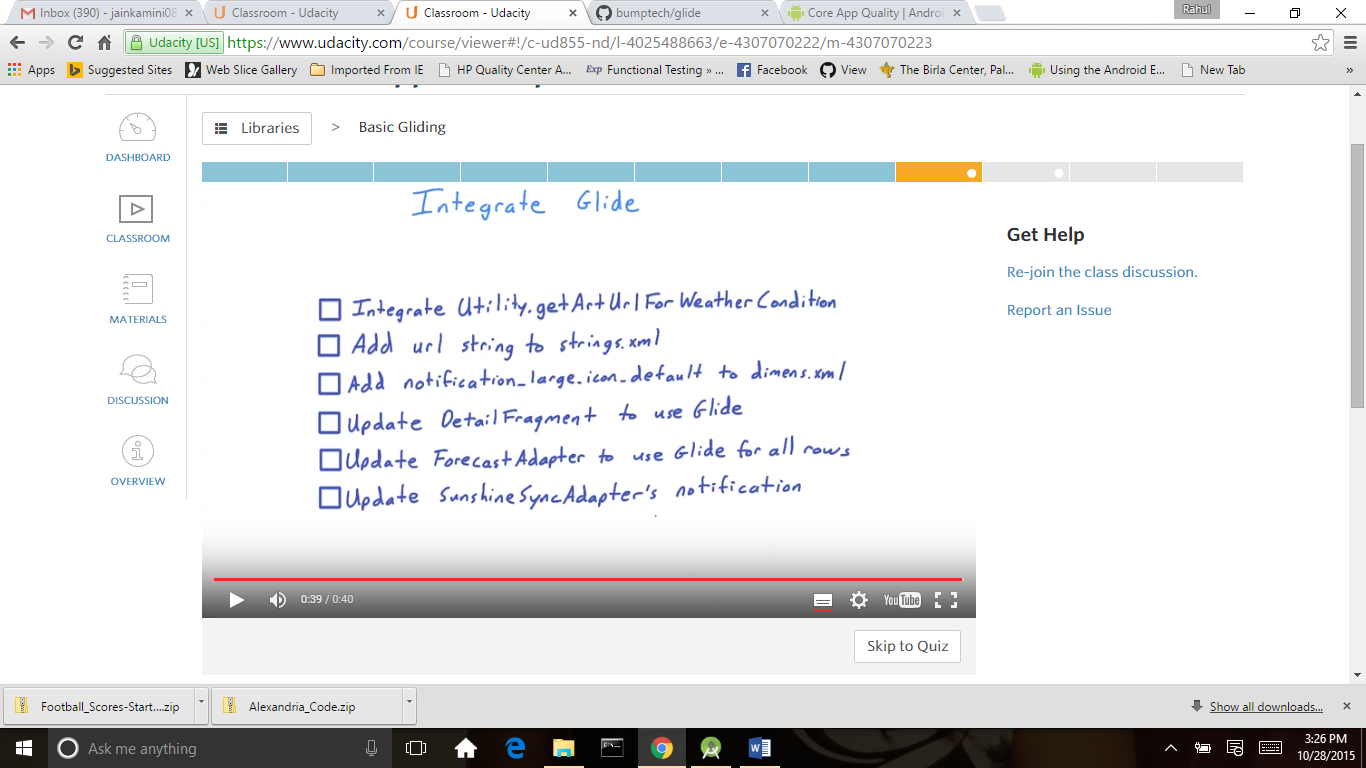 Rahul
Inbox (390) - jainkamini08
Classroom - Udacity
Classroom - Udacity
bumptech/glide
Core App Quality | Androi
Udacity [US]
https://www.udacity.com/course/viewer#!/c-ud855-nd/l-4025488663/e-4307070222/m-4307070223
Apps
Suggested Sites
Web Slice Gallery
Imported From IE
HP Quality Center A...
Exp Functional Testing » ...
Facebook
View
The Birla Center, Pal...
Using the Android E...
New Tab
»
DASHBOARD
CLASSROOM
MATERIALS
DISCUSSION
OVERVIEW
Libraries > Basic Gliding
Integrate Glide
Integrate Utility.getArtUrlForWeatherCondition
Add url string to strings.xml
Add notification_large_icon_default to dimens.xml
Update DetailFragment to use Glide
Update ForecastAdapter to use Glide for all rows
Update SunshineSyncAdapter's notification
0:39 / 0:40
YouTube
Skip to Quiz
Get Help
Re-join the class discussion.
Report an Issue
Football_Scores-Start....zip
Alexandria_Code.zip
Show all downloads...
Ask me anything
3:26 PM
10/28/2015